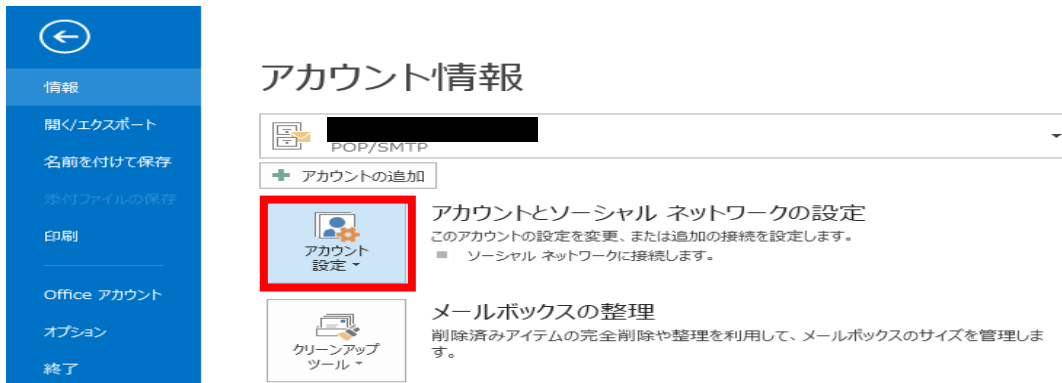 情報
開く/エクスポート
名前を付けて保存
添付ファイルの保存
印刷
Office アカウント
オプション
終了
アカウント情報
POP/SMTP
アカウントの追加
アカウント
設定
アカウントとソーシャル ネットワークの設定
このアカウントの設定を変更、または追加の接続を設定します。
ソーシャル ネットワークに接続します。
クリーンアップ
ツール
メールボックスの整理
削除済みアイテムの完全削除や整理を利用して、メールボックスのサイズを管理しま
す。